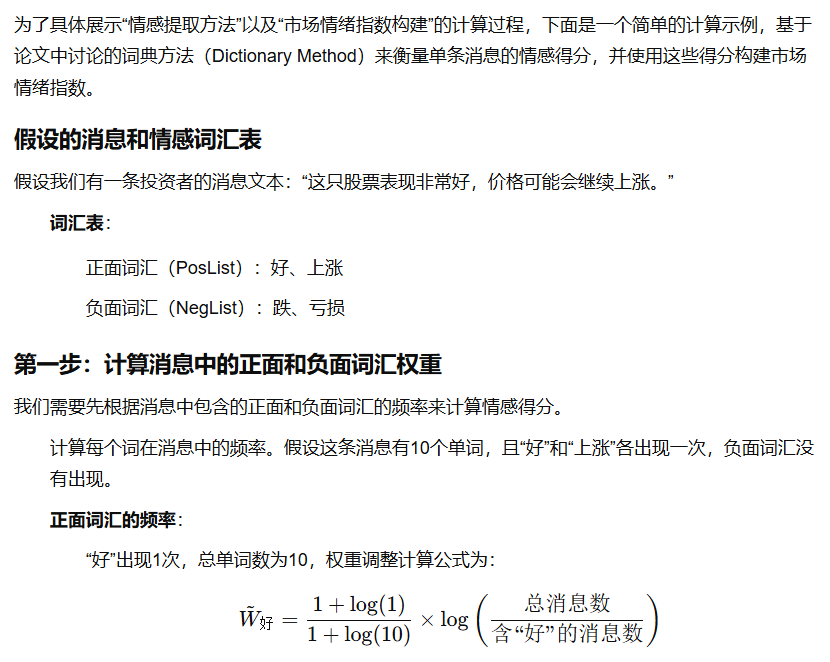 为了具体展示“情感提取方法”以及“市场情绪指数构建”的计算过程，下面是一个简单的计算示例，基于
论文中讨论的词典方法（Dictionary Method）来衡量单条消息的情感得分，并使用这些得分构建市场
情绪指数。
假设的消息和情感词汇表
假设我们有一条投资者的消息文本：“这只股票表现非常好，价格可能会继续上涨。”
词汇表：
正面词汇（PosList）：好、上涨
负面词汇（NegList）：跌、亏损
第一步：计算消息中的正面和负面词汇权重
我们需要先根据消息中包含的正面和负面词汇的频率来计算情感得分。
计算每个词在消息中的频率。假设这条消息有10个单词，且“好”和“上涨”各出现一次，负面词汇没
有出现。
正面词汇的频率：
“好”出现1次，总单词数为10，权重调整计算公式为：
W̃好 = (1 + log(1)) / (1 + log(10)) × log(总消息数 / 含“好”的消息数)